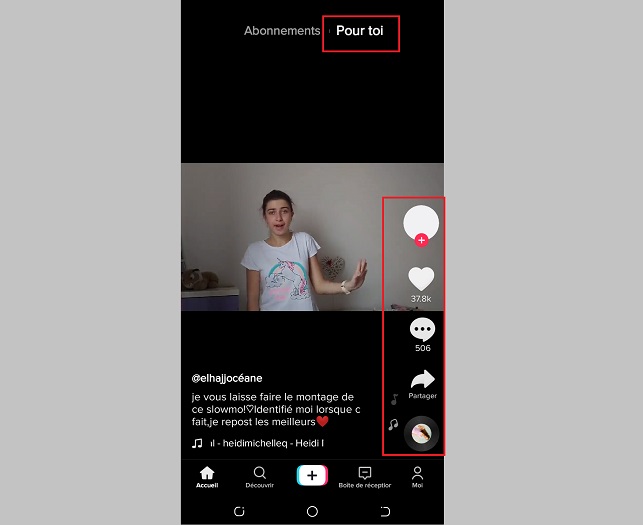 Abonnements Pour toi
37.8k
506
Partager
@elhajjocéane
je vous laisse faire le montage de
ce slowmo!♡Identifié moi lorsque c
fait,je repost les meilleurs❤️
ıl - heidimichelleq - Heidi
Accueil Découvrir Boîte de réception Moi